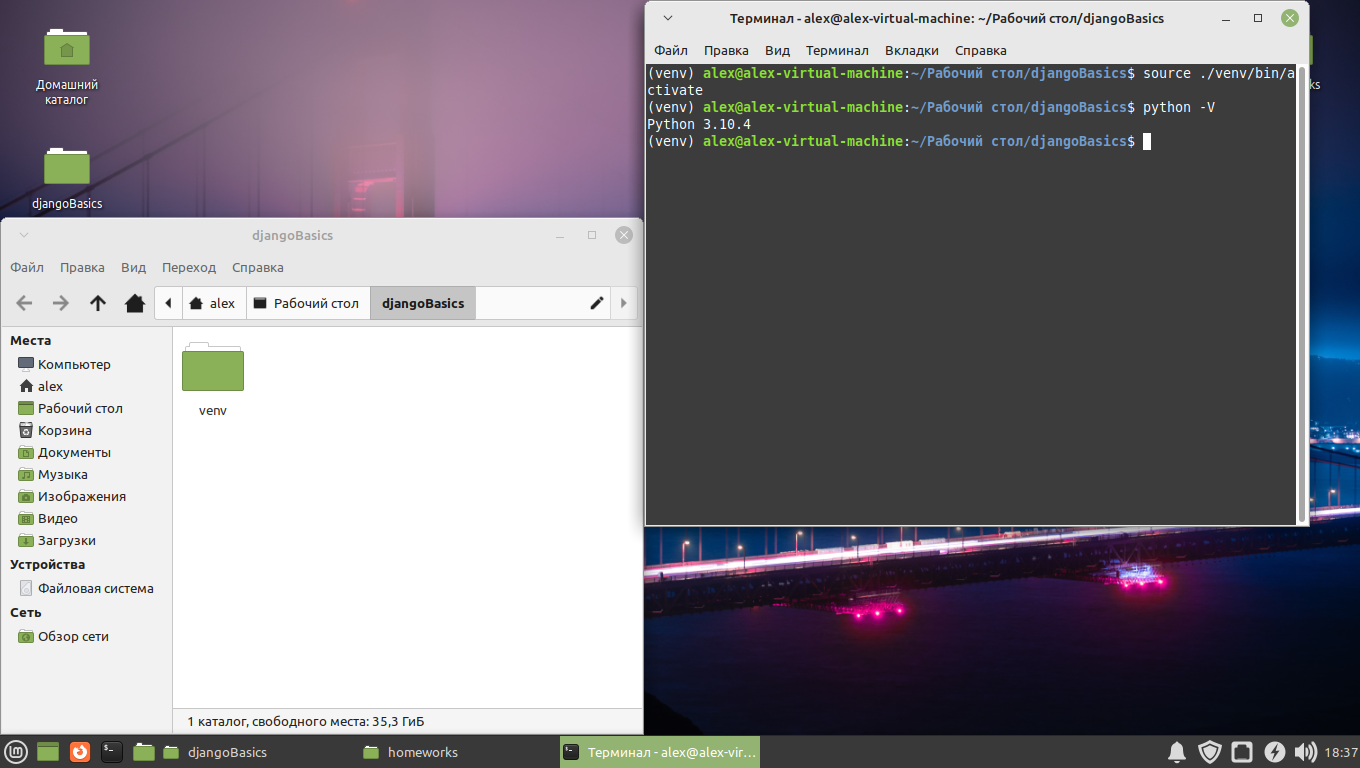 Домашний
каталог
djangoBasics
ks
Терминал - alex@alex-virtual-machine: ~/Рабочий стол/djangoBasics
Файл Правка Вид Терминал Вкладки Справка
(venv) alex@alex-virtual-machine:~/Рабочий стол/djangoBasics$ source ./venv/bin/a
ctivate
(venv) alex@alex-virtual-machine:~/Рабочий стол/djangoBasics$ python -V
Python 3.10.4
(venv) alex@alex-virtual-machine:~/Рабочий стол/djangoBasics$
djangoBasics
Файл Правка Вид Переход Справка
alex Рабочий стол djangoBasics
Места
Компьютер
alex
Рабочий стол
Корзина
Документы
Музыка
Изображения
Видео
Загрузки
Устройства
Файловая система
Сеть
Обзор сети
venv
1 каталог, свободного места: 35,3 ГиБ
djangoBasics homeworks Терминал - alex@alex-vir... 18:37